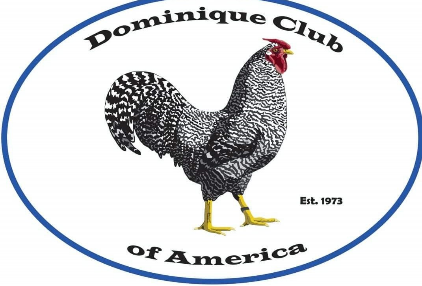 Dominique Club
Est. 1973
of America